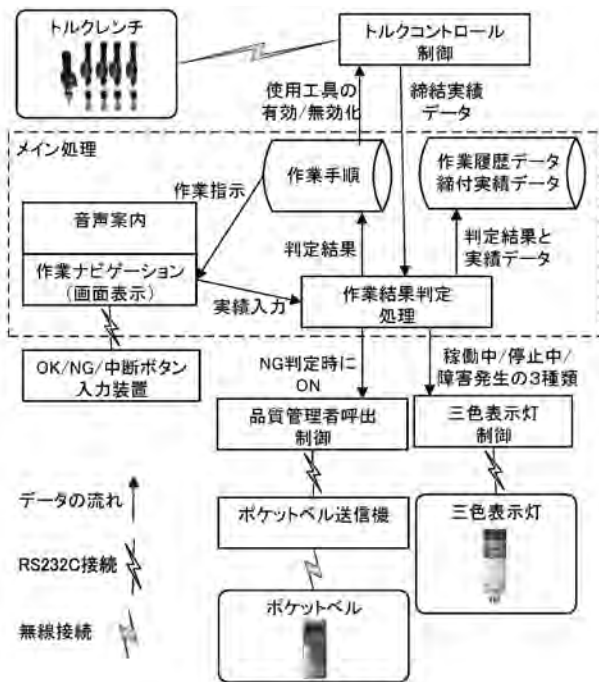 トルクレンチ
トルクコントロール
制御
使用工具の
有効/無効化
締結実績
データ
メイン処理
作業手順
作業履歴データ
締付実績データ
作業指示
音声案内
判定結果
判定結果と
実績データ
作業ナビゲーション
(画面表示)
実績入力
作業結果判定
処理
OK/NG/中断ボタン
入力装置
NG判定時に
ON
稼働中/停止中/
障害発生の3種類
品質管理者呼出
制御
三色表示灯
制御
データの流れ
ポケットベル送信機
三色表示灯
RS232C接続
ポケットベル
無線接続